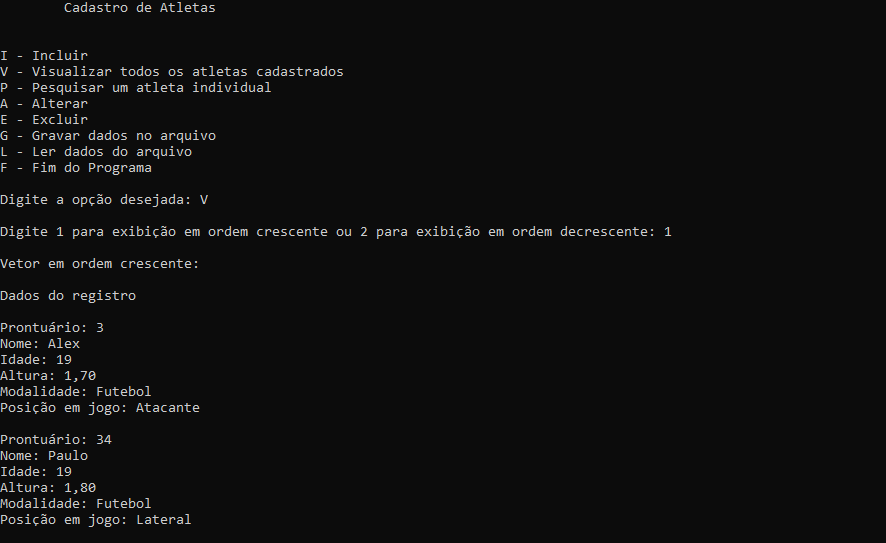 Cadastro de Atletas
I - Incluir
V - Visualizar todos os atletas cadastrados
P - Pesquisar um atleta individual
A - Alterar
E - Excluir
G - Gravar dados no arquivo
L - Ler dados do arquivo
F - Fim do Programa
Digite a opção desejada: V
Digite 1 para exibição em ordem crescente ou 2 para exibição em ordem decrescente: 1
Vetor em ordem crescente:
Dados do registro
Prontuário: 3
Nome: Alex
Idade: 19
Altura: 1,70
Modalidade: Futebol
Posição em jogo: Atacante
Prontuário: 34
Nome: Paulo
Idade: 19
Altura: 1,80
Modalidade: Futebol
Posição em jogo: Lateral